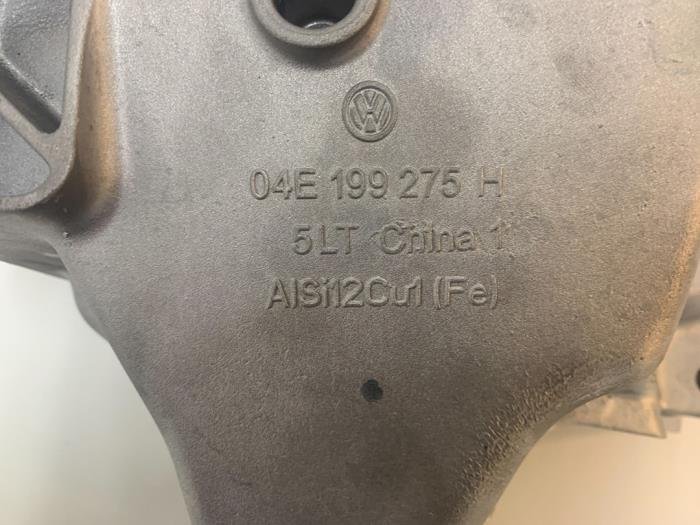 04E 199 275 H
5LT China 1
AlSi12Cu1(Fe)